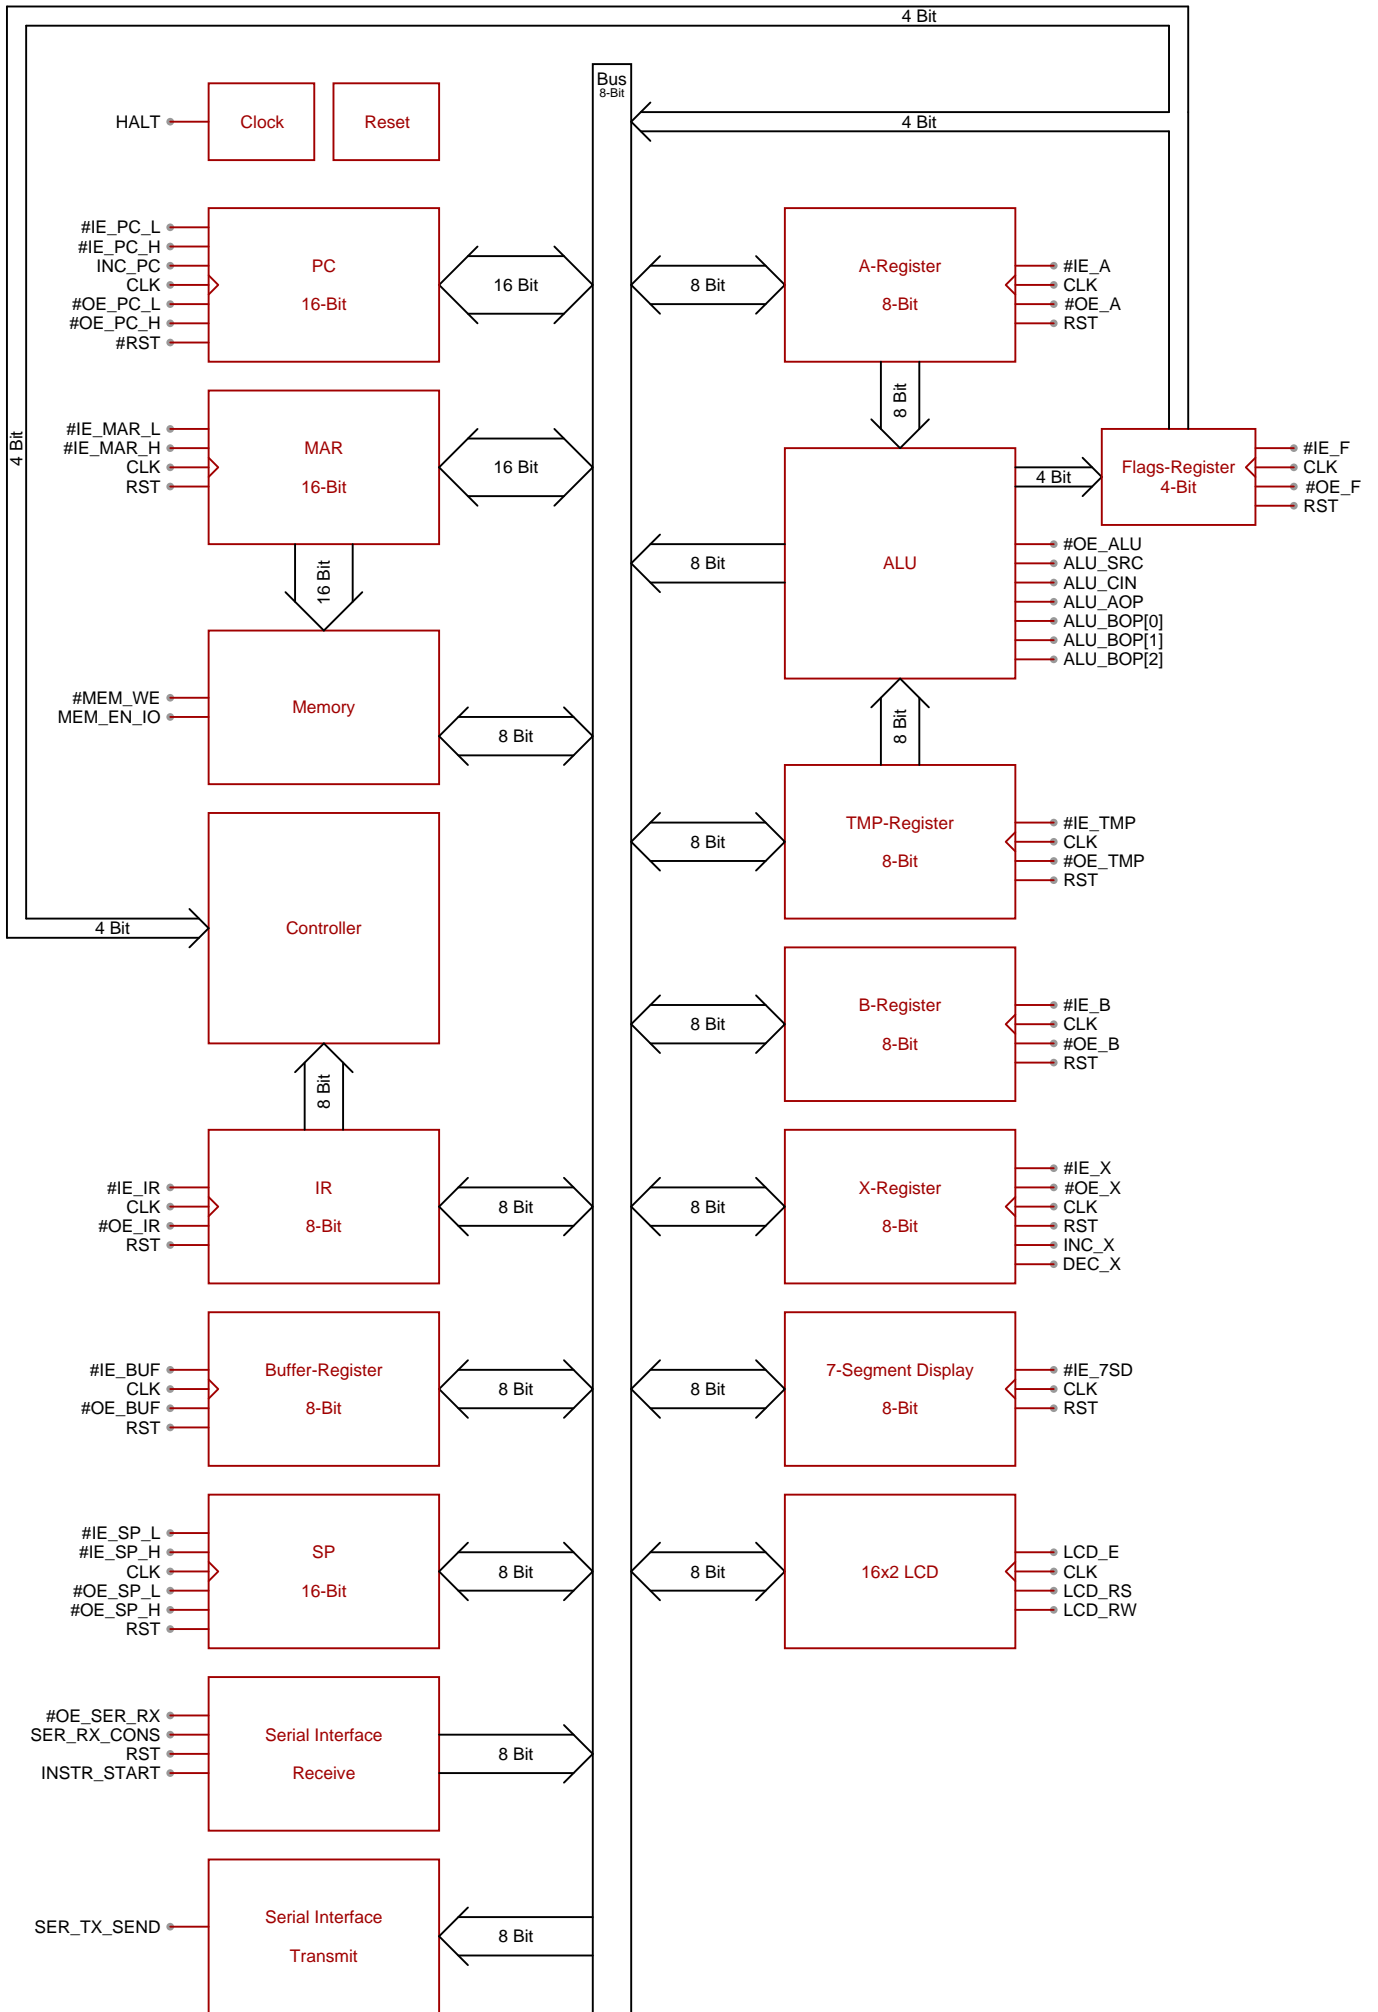 4 Bit
Bus
8-Bit
HALT
Clock
Reset
4 Bit
#IE_PC_L
#IE_PC_H
INC_PC
CLK
#OE_PC_L
#OE_PC_H
#RST
PC
16-Bit
16 Bit
8 Bit
A-Register
8-Bit
#IE_A
CLK
#OE_A
RST
4 Bit
#IE_MAR_L
#IE_MAR_H
CLK
RST
MAR
16-Bit
16 Bit
8 Bit
4 Bit
Flags-Register
4-Bit
#IE_F
CLK
#OE_F
RST
16 Bit
8 Bit
ALU
#OE_ALU
ALU_SRC
ALU_CIN
ALU_AOP
ALU_BOP[0]
ALU_BOP[1]
ALU_BOP[2]
#MEM_WE
MEM_EN_IO
Memory
8 Bit
8 Bit
8 Bit
TMP-Register
8-Bit
#IE_TMP
CLK
#OE_TMP
RST
4 Bit
Controller
8 Bit
B-Register
8-Bit
#IE_B
CLK
#OE_B
RST
8 Bit
#IE_IR
CLK
#OE_IR
RST
IR
8-Bit
8 Bit
8 Bit
X-Register
8-Bit
#IE_X
#OE_X
CLK
RST
INC_X
DEC_X
#IE_BUF
CLK
#OE_BUF
RST
Buffer-Register
8-Bit
8 Bit
8 Bit
7-Segment Display
8-Bit
#IE_7SD
CLK
RST
#IE_SP_L
#IE_SP_H
CLK
#OE_SP_L
#OE_SP_H
RST
SP
16-Bit
8 Bit
8 Bit
16x2 LCD
LCD_E
CLK
LCD_RS
LCD_RW
#OE_SER_RX
SER_RX_CONS
RST
INSTR_START
Serial Interface
Receive
8 Bit
SER_TX_SEND
Serial Interface
Transmit
8 Bit